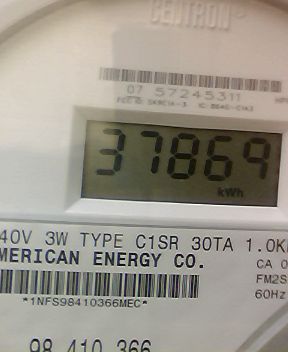 CENTRON
07 57245311
37869
kWh
40V 3W TYPE C1SR 30TA 1.0K
MERICAN ENERGY CO.
CA 0
FM2S
60Hz
*1NFS98410366MEC*
98 410 366